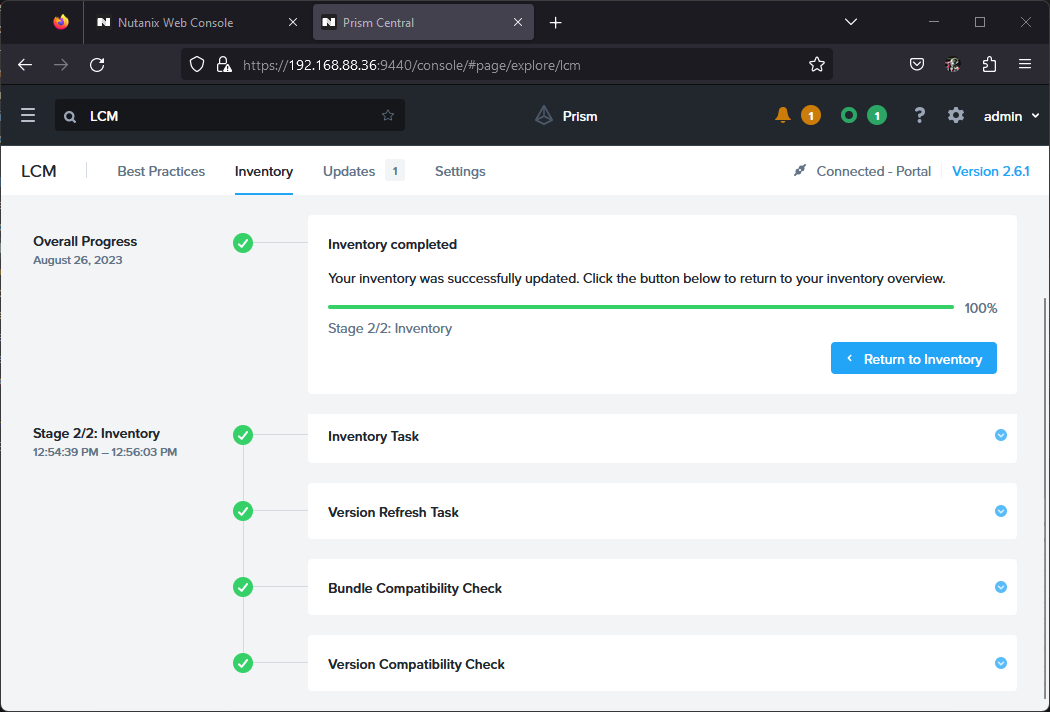 Nutanix Web Console
Prism Central
https://192.168.88.36:9440/console/#page/explore/lcm
LCM
Prism
1
1
?
admin
LCM
Best Practices
Inventory
Updates 1
Settings
Connected - Portal
Version 2.6.1
Overall Progress
August 26, 2023
Inventory completed
Your inventory was successfully updated. Click the button below to return to your inventory overview.
100%
Stage 2/2: Inventory
Return to Inventory
Stage 2/2: Inventory
12:54:39 PM – 12:56:03 PM
Inventory Task
Version Refresh Task
Bundle Compatibility Check
Version Compatibility Check